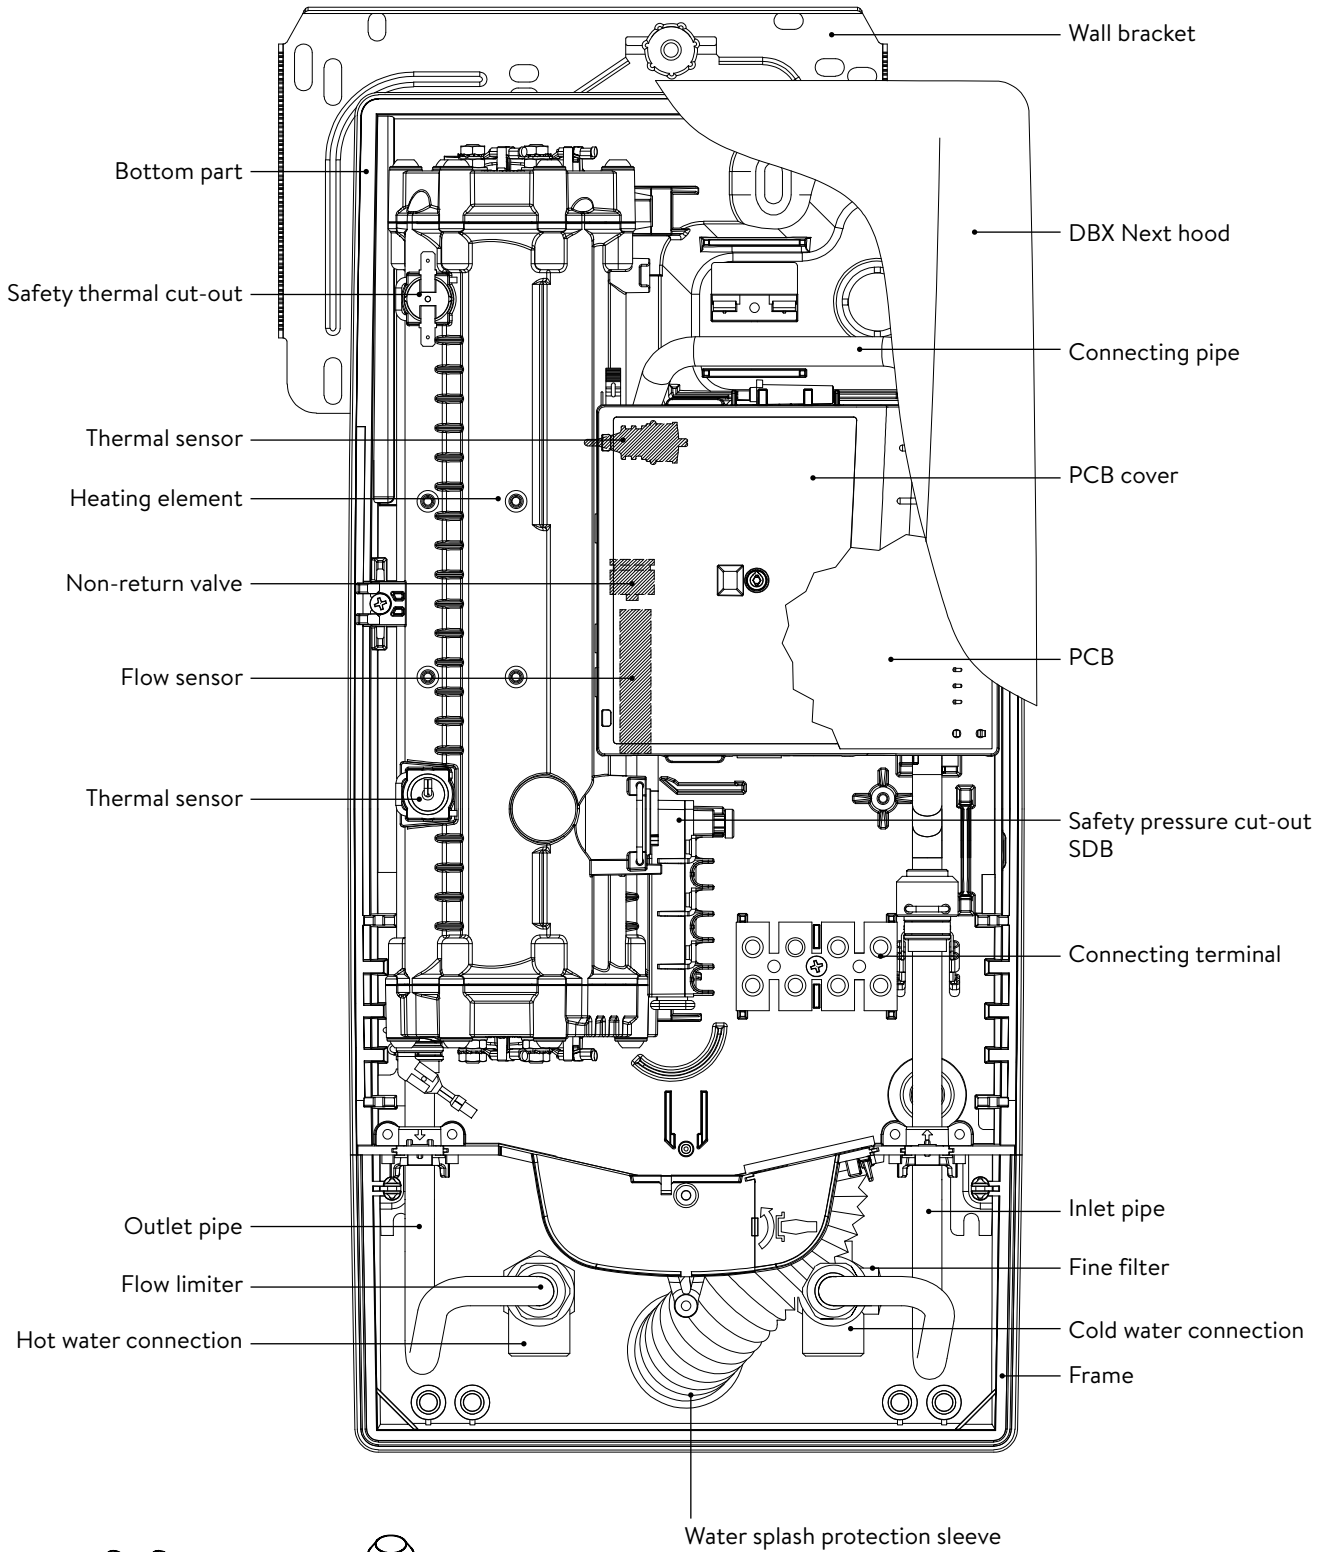 Wall bracket
Bottom part
DBX Next hood
Safety thermal cut-out
Connecting pipe
Thermal sensor
PCB cover
Heating element
Non-return valve
PCB
Flow sensor
Thermal sensor
Safety pressure cut-out
SDB
Connecting terminal
Inlet pipe
Outlet pipe
Fine filter
Flow limiter
Cold water connection
Hot water connection
Frame
Water splash protection sleeve